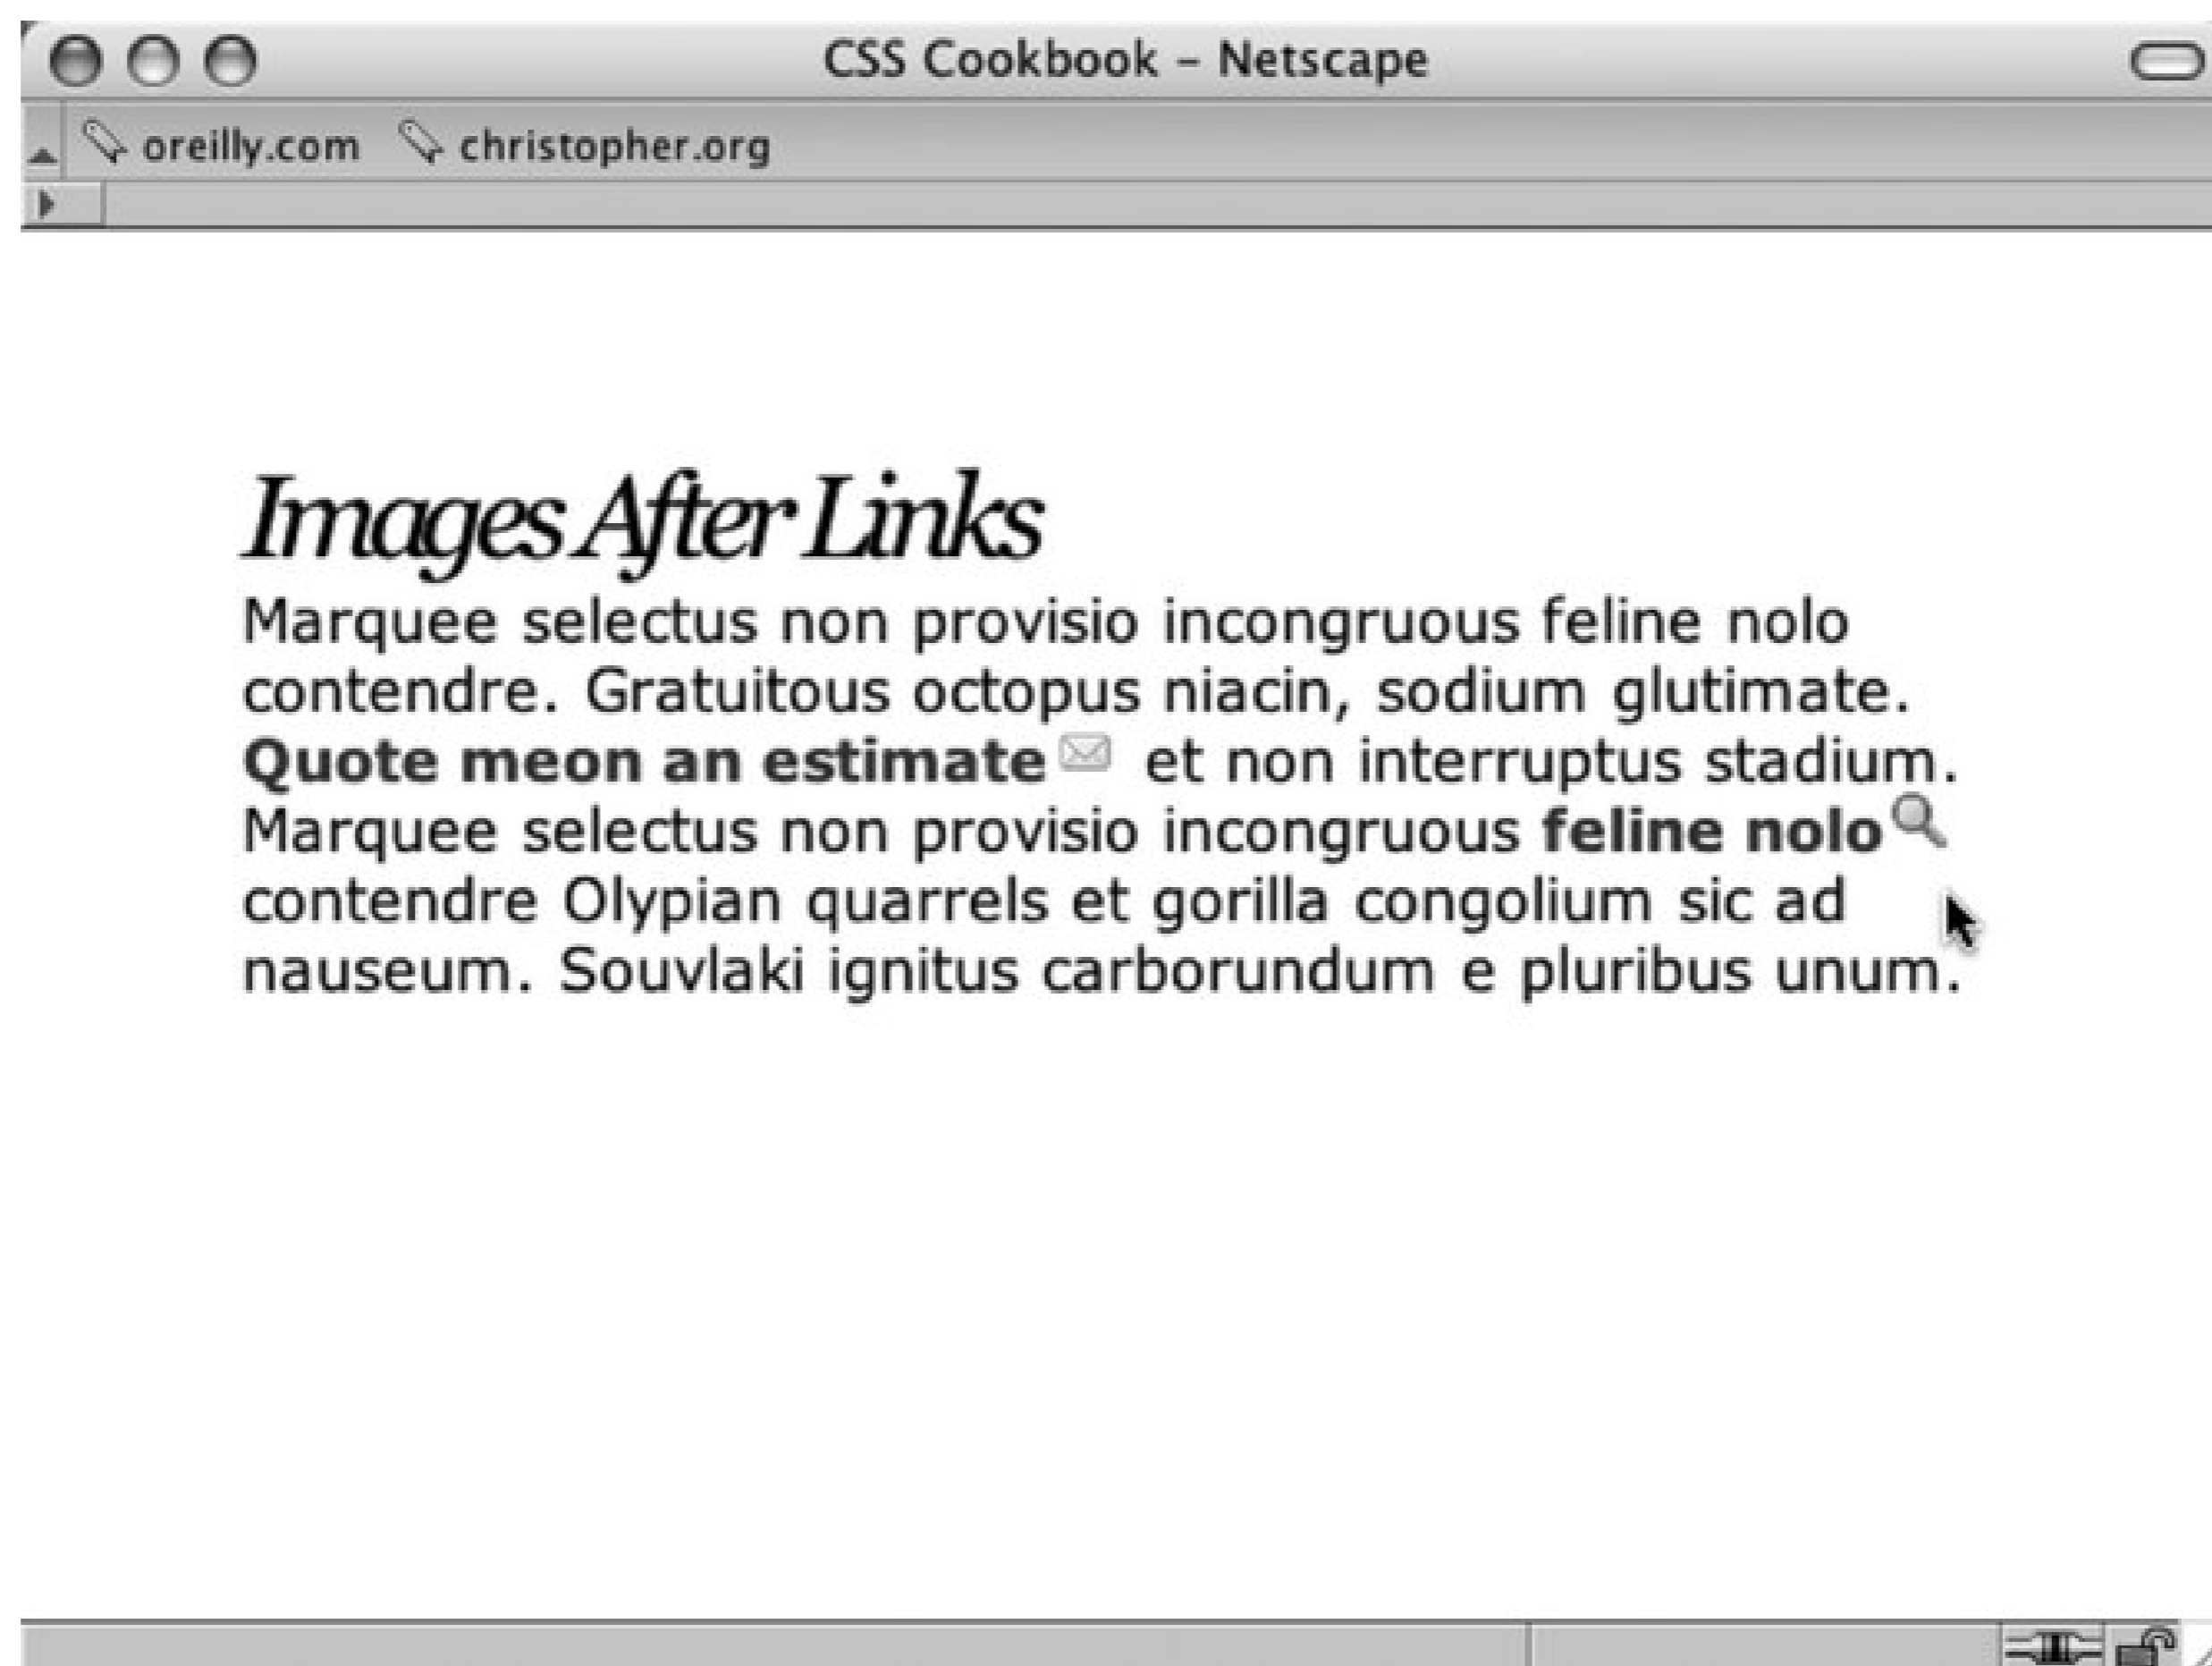 CSS Cookbook – Netscape
oreilly.com christopher.org
Images After Links
Marquee selectus non provisio incongruous feline nolo
contendre. Gratuitous octopus niacin, sodium glutimate.
Quote meon an estimate et non interruptus stadium.
Marquee selectus non provisio incongruous feline nolo
contendre Olypian quarrels et gorilla congolium sic ad
nauseum. Souvlaki ignitus carborundum e pluribus unum.